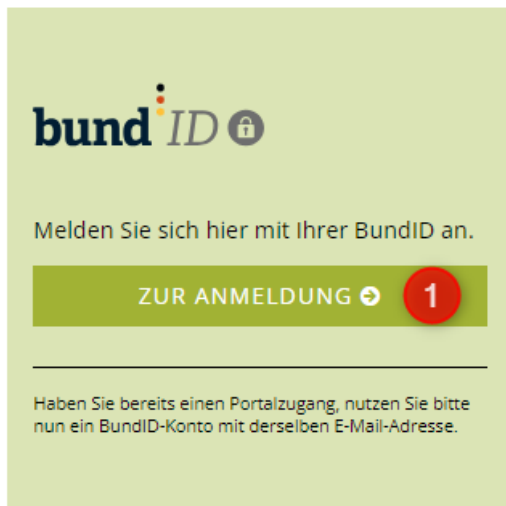 bund ID
Melden Sie sich hier mit Ihrer BundID an.
ZUR ANMELDUNG 1
Haben Sie bereits einen Portalzugang, nutzen Sie bitte
nun ein BundID-Konto mit derselben E-Mail-Adresse.